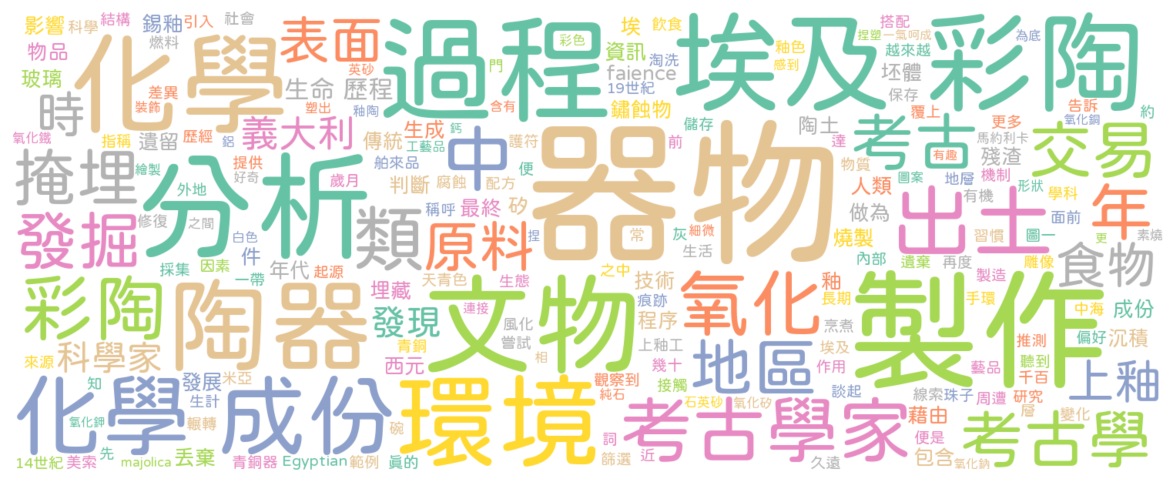 影響 科學 結構 錫釉 引入 社會
物品 燃料
玻璃 差異 裝飾
化學
表面 英砂
過程
彩色 門 含有
埃 飲食
資訊 淘洗
faience
19世紀
埃及 彩陶
釉色 感到
捏塑 一氣呵成
搭配
越來越
為底
坯體
保存
覆上
告訴
氧化銅
約
時
生命 歷程
塑出
釉陶
鋁
鈣
鏽蝕物
儲存
前
陶土
達
考古
有趣
更多
馬約利卡
殘渣
交易
氧化鐵
指稱
歷經
遺留
義大利
傳統
生成
工藝品
護符
中
掩埋
繪製
提供
好奇
歲月
舶來品
判斷
腐蝕
配方
便
器物
物質
人類
圖案
地層
機制
有機
形狀
學科
年
發掘
外地
修復
之間
分析
類
稱呼
最終
矽
原料
捏
常
灰
細微
生活
做為
燒製
出土
習慣
圖一
面前
更
素燒
白色
件
採集
因素
一帶
年代
起源
天青色
生態
之中
技術
內部
遺棄
再度
製造
雕像
食物
彩陶
陶器
埋藏
發現
青銅
連接
文物
風化
嘗試
相
痕跡
程序
上釉工
氧化
釉
長期
烹煮
埃及
製作
手環
中海
成份
偏好
沉積
推測
聽到
千百
來源
科學家
西元
幾十
接觸
地區
作用
藝品
談起
線索
珠子
周遭
研究
層
變化
上釉
化學
知
氧化鉀
發展
生計
米亞
輾轉
成份
環境
觀察到
純石
石英砂
氧化矽
考古學家
藉由
便是
包含
氧化鈉
考古學
14世紀
美索
先
majolica
丟棄
青銅器
Egyptian
範例
碗
真的
詞
篩選
近
久遠